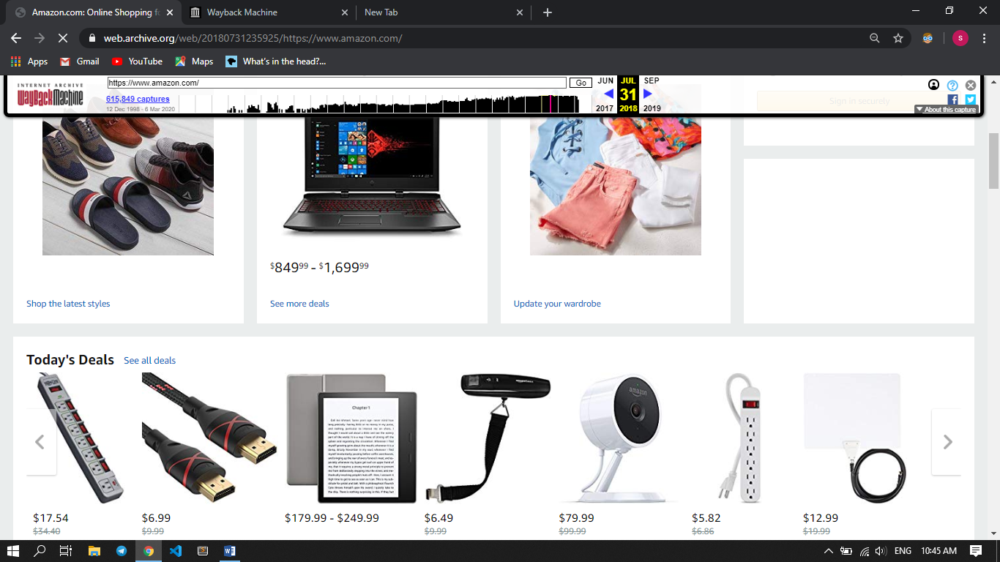 Amazon.com: Online Shopping fo
Wayback Machine
New Tab
web.archive.org/web/20180731235925/https://www.amazon.com/
S
Apps
Gmail
YouTube
Maps
What's in the head?...
INTERNET ARCHIVE
WayBackMachine
https://www.amazon.com/
Go
615,849 captures
12 Dec 1998 - 6 Mar 2020
JUN JUL SEP
31
2017 2018 2019
Sign in securely
About this capture
$849.99 - $1,699.99
Shop the latest styles
See more deals
Update your wardrobe
Today's Deals See all deals
Chapter 1
amazon
$17.54 $6.99 $179.99 - $249.99 $6.49 $79.99 $5.82 $12.99
$34.40 $9.99 $9.99 $99.99 $6.86 $19.99
ENG 10:45 AM